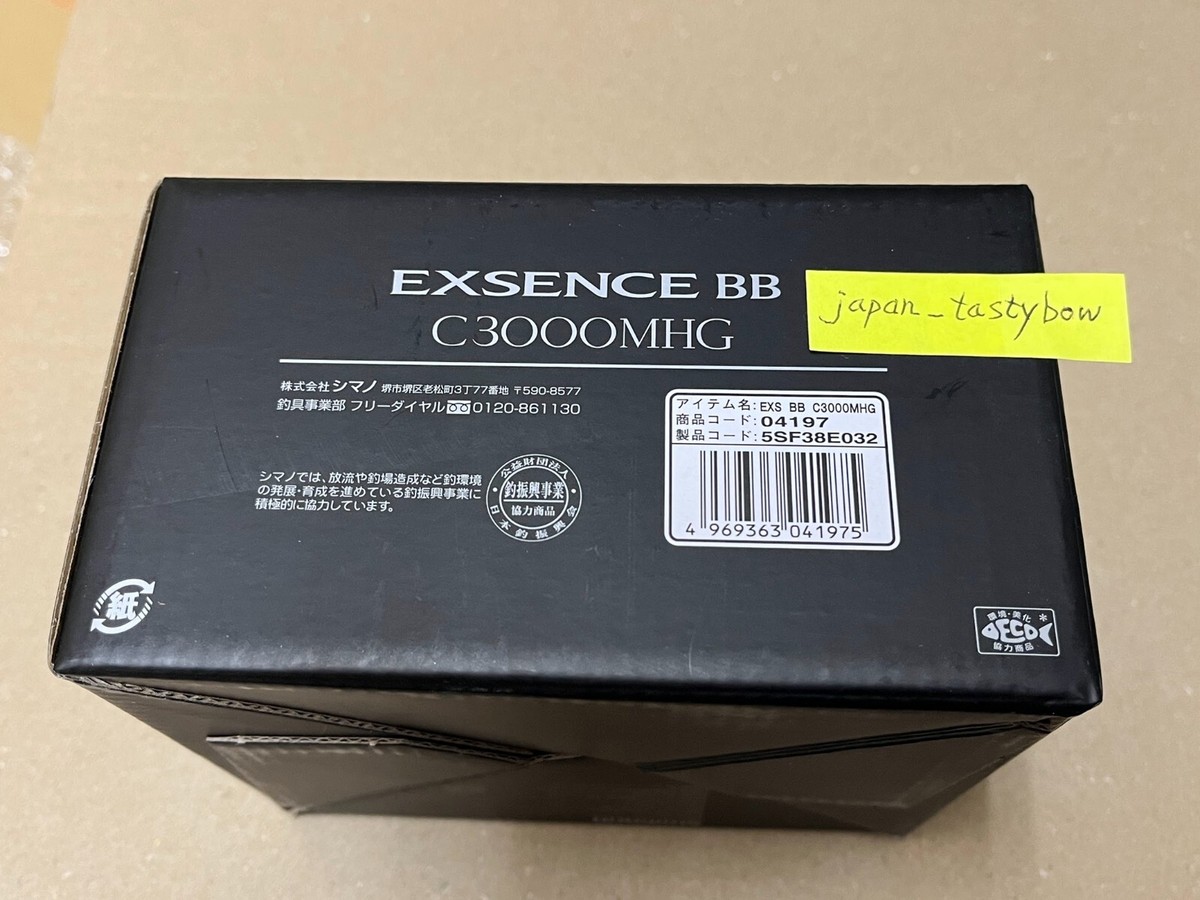 EXSENCE BB
C3000MHG
japan_tastybow
株式会社 シマノ 堺市堺区老松町3丁77番地 〒590-8577
釣具事業部 フリーダイヤル 0120-861130
アイテム名: EXS BB C3000MHG
商品コード: 04197
製品コード: 5SF38E032
4 969363 041975
シマノでは、放流や釣場造成など釣環境
の発展・育成を進めている釣振興事業に
積極的に協力しています。
公益財団法人
釣振興事業
協力商品
日本釣振興会
紙
環境・美化
ECO
協力商品